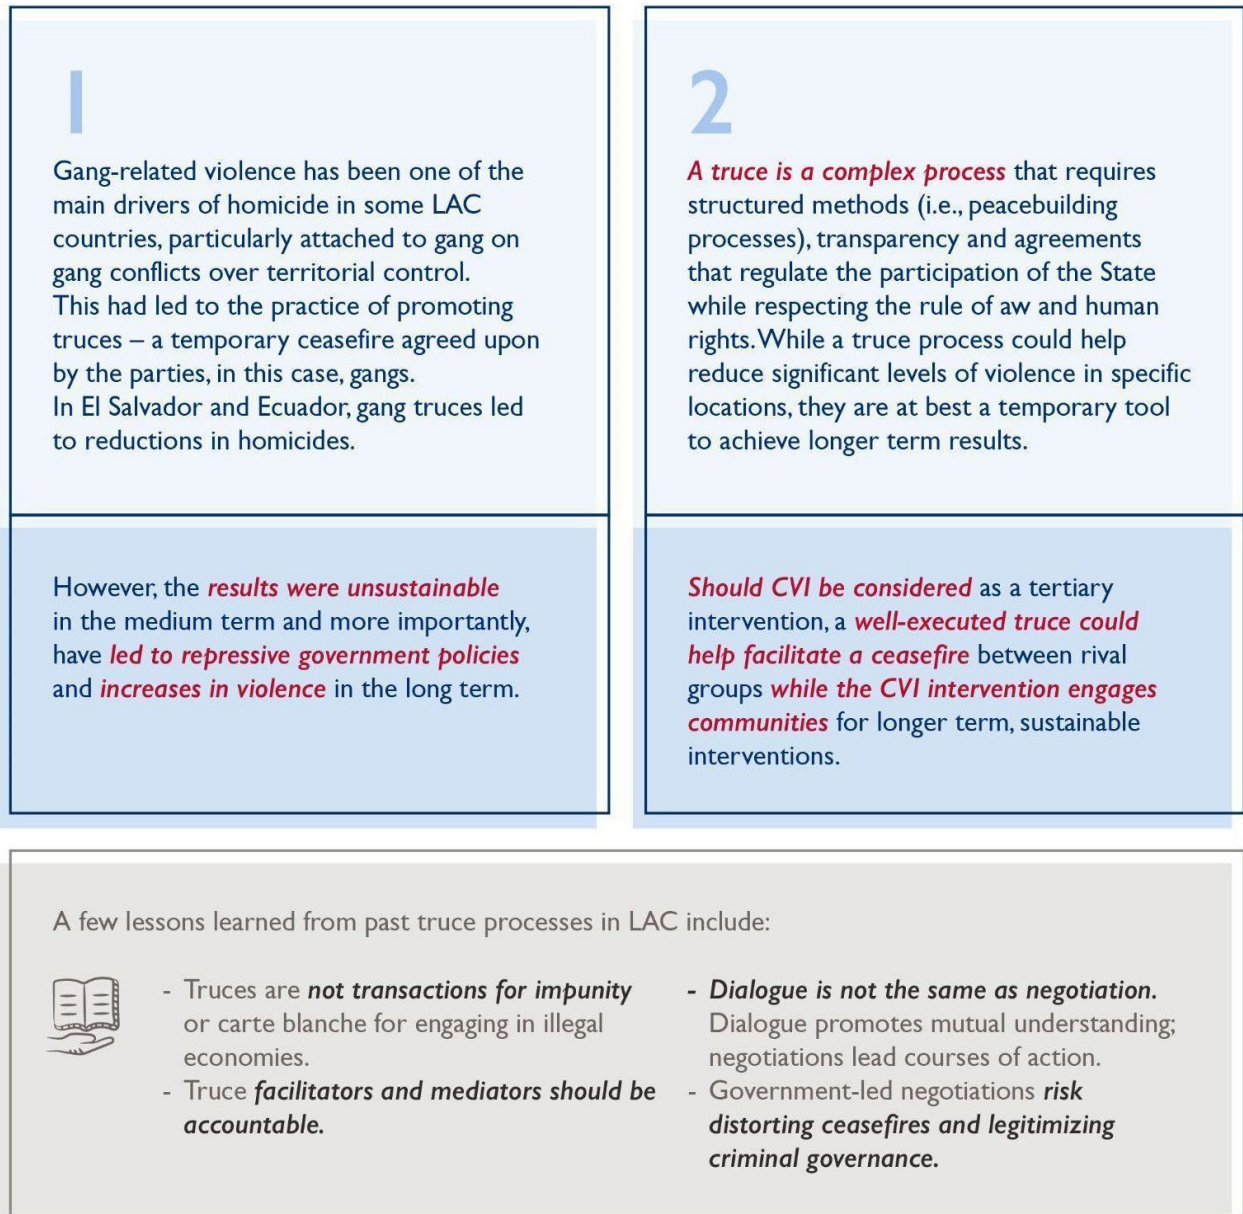 1
Gang-related violence has been one of the
main drivers of homicide in some LAC
countries, particularly attached to gang on
gang conflicts over territorial control.
This had led to the practice of promoting
truces – a temporary ceasefire agreed upon
by the parties, in this case, gangs.
In El Salvador and Ecuador, gang truces led
to reductions in homicides.
However, the results were unsustainable
in the medium term and more importantly,
have led to repressive government policies
and increases in violence in the long term.
2
A truce is a complex process that requires
structured methods (i.e., peacebuilding
processes), transparency and agreements
that regulate the participation of the State
while respecting the rule of aw and human
rights. While a truce process could help
reduce significant levels of violence in specific
locations, they are at best a temporary tool
to achieve longer term results.
Should CVI be considered as a tertiary
intervention, a well-executed truce could
help facilitate a ceasefire between rival
groups while the CVI intervention engages
communities for longer term, sustainable
interventions.
A few lessons learned from past truce processes in LAC include:
- Truces are not transactions for impunity
or carte blanche for engaging in illegal
economies.
- Truce facilitators and mediators should be
accountable.
- Dialogue is not the same as negotiation.
Dialogue promotes mutual understanding;
negotiations lead courses of action.
- Government-led negotiations risk
distorting ceasefires and legitimizing
criminal governance.